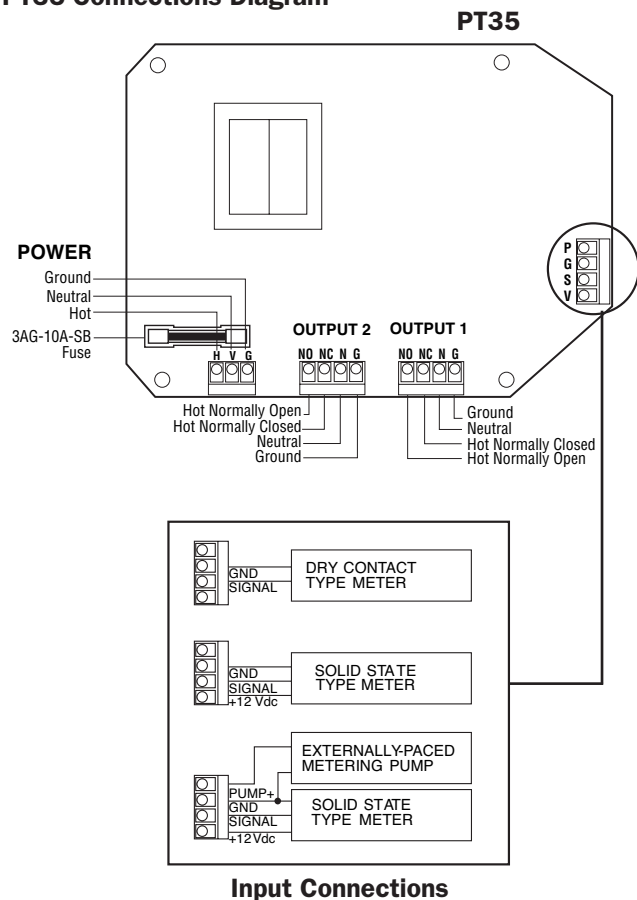 PT35 Connections Diagram
PT35
P
G
S
V
POWER
Ground
Neutral
Hot
3AG-10A-SB
Fuse
H V G
OUTPUT 2
NO NC N G
OUTPUT 1
NO NC N G
Hot Normally Open
Hot Normally Closed
Neutral
Ground
Ground
Neutral
Hot Normally Closed
Hot Normally Open
GND
SIGNAL
DRY CONTACT
TYPE METER
GND
SIGNAL
+12 Vdc
SOLID STATE
TYPE METER
EXTERNALLY-PACED
METERING PUMP
PUMP+
GND
SIGNAL
+12Vdc
SOLID STATE
TYPE METER
Input Connections